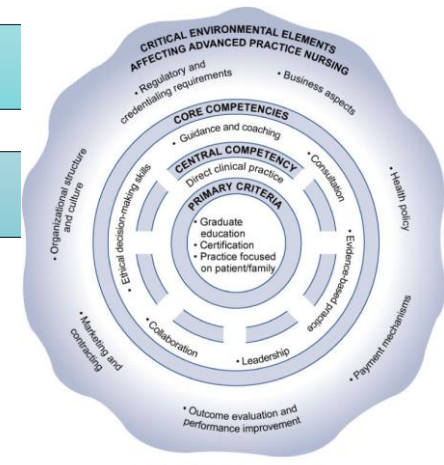 CRITICAL ENVIRONMENTAL ELEMENTS
AFFECTING ADVANCED PRACTICE NURSING
• Regulatory and
credentialing requirements
• Business aspects
• Health policy
• Payment mechanisms
• Outcome evaluation and
performance improvement
• Marketing and
contracting
• Organizational structure
and culture
CORE COMPETENCIES
• Guidance and coaching
• Consultation
• Evidence-based practice
• Leadership
• Collaboration
• Ethical decision-making skills
CENTRAL COMPETENCY
Direct clinical practice
PRIMARY CRITERIA
• Graduate
education
• Certification
• Practice focused
on patient/family